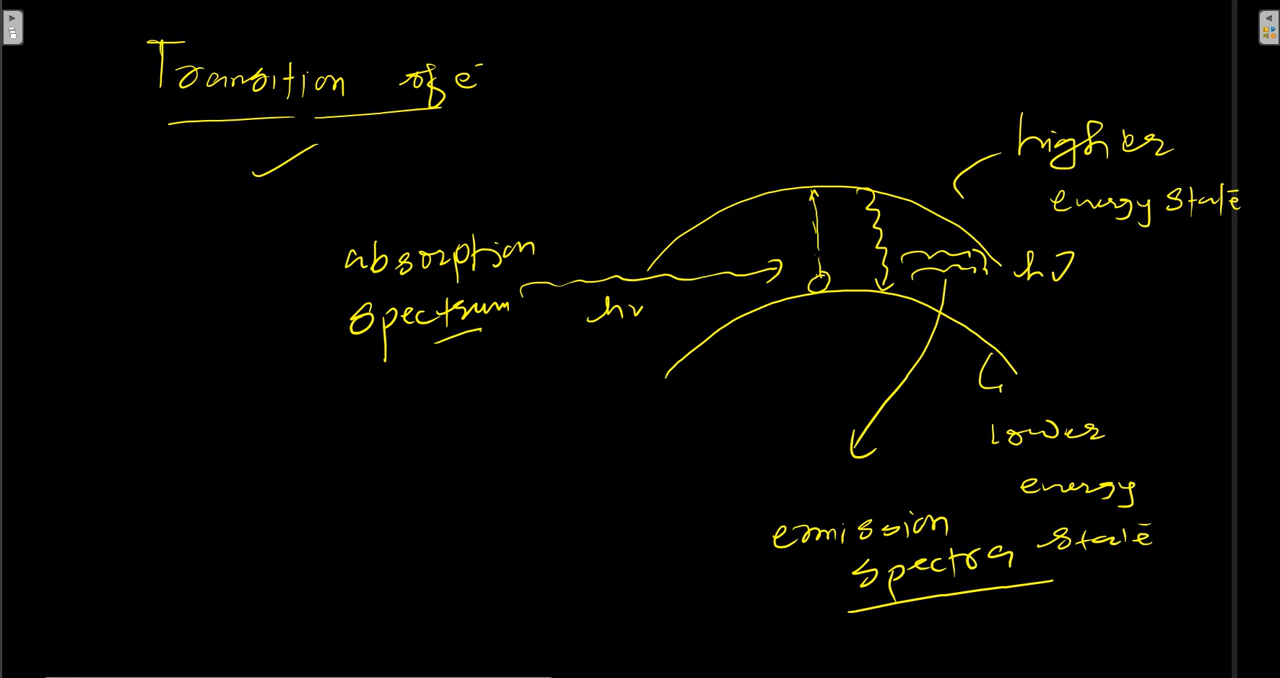 Transition of e⁻
higher
energy state
absorption
spectrum
hν
hν
lower
energy
state
emission
spectra